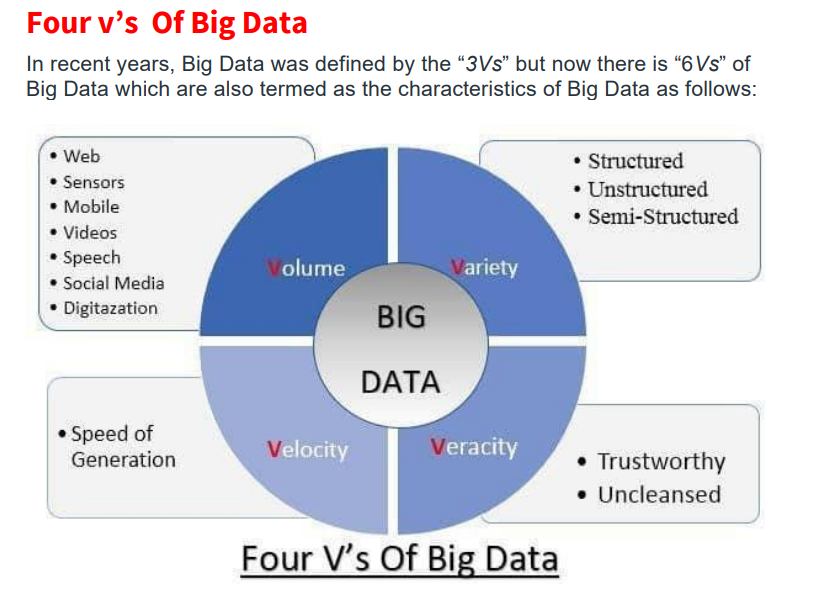 Four v’s Of Big Data
In recent years, Big Data was defined by the “3Vs” but now there is “6Vs” of
Big Data which are also termed as the characteristics of Big Data as follows:
• Web
• Sensors
• Mobile
• Videos
• Speech
• Social Media
• Digitazation
Volume
Variety
• Structured
• Unstructured
• Semi-Structured
BIG
DATA
• Speed of
Generation
Velocity
Veracity
• Trustworthy
• Uncleansed
Four V’s Of Big Data